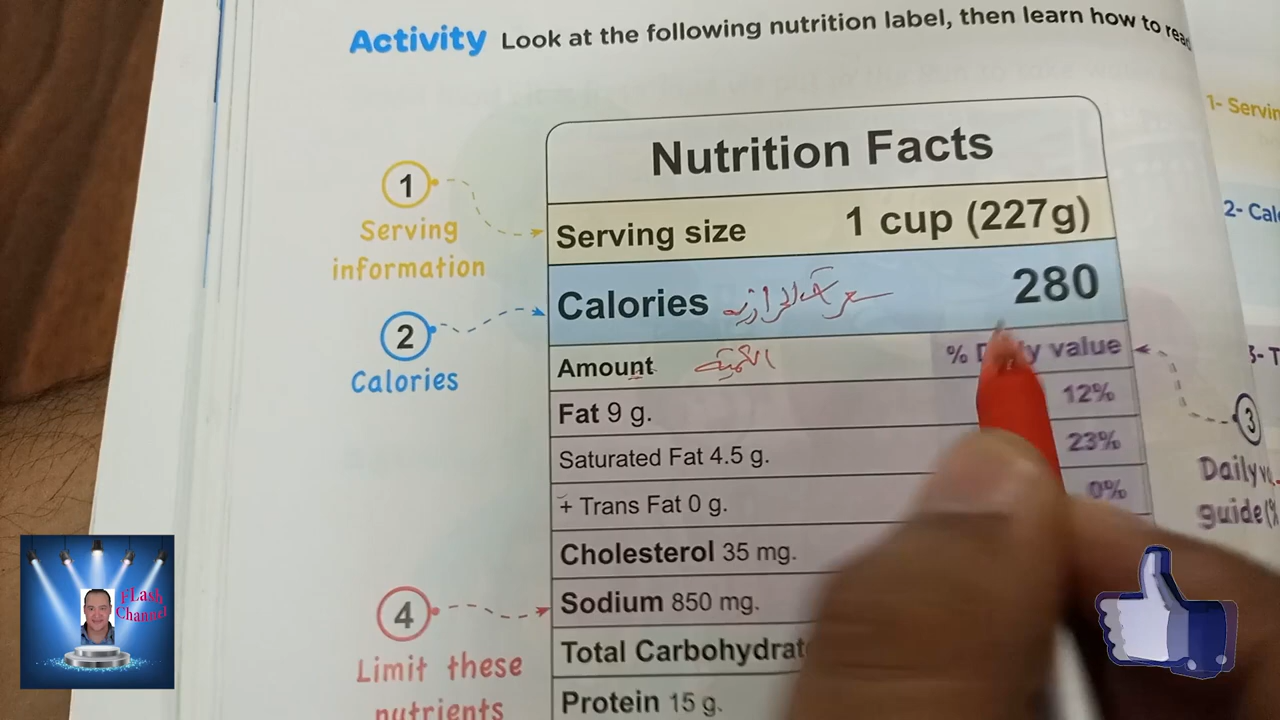 Activity Look at the following nutrition label, then learn how to read
1- Servin
2- Cal
3- T
Nutrition Facts
1
Serving
information
Serving size 1 cup (227g)
2
Calories
Calories سعرات حرارية 280
Amount الكمية % Daily value
Fat 9 g. 12%
Saturated Fat 4.5 g. 23%
+ Trans Fat 0 g. 0%
3
Daily
guide (%
Cholesterol 35 mg.
4
Limit these
nutrients
Sodium 850 mg.
Total Carbohydrat
Protein 15 g.
FLash
Channel